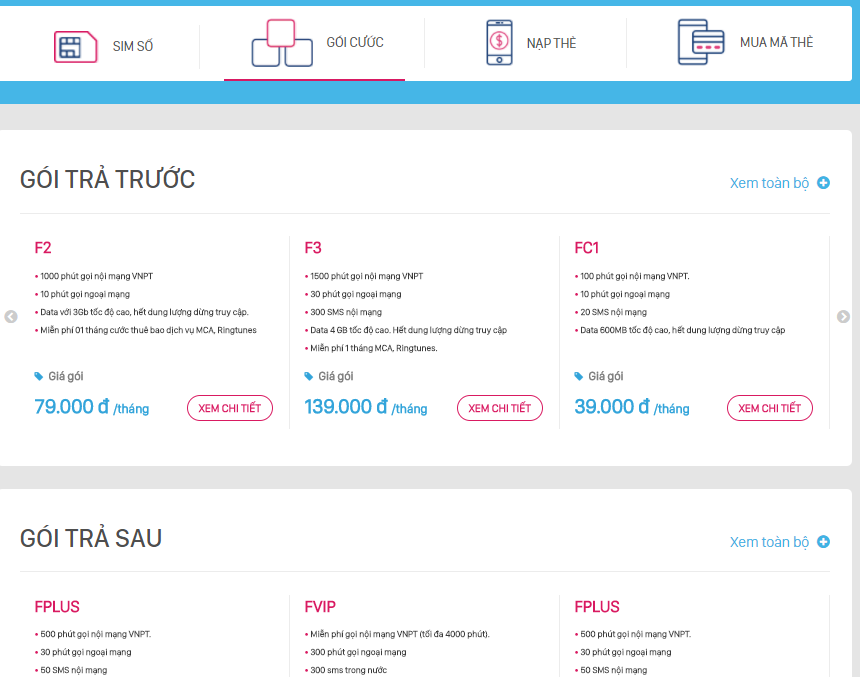 SIM SỐ
GÓI CƯỚC
NẠP THẺ
MUA MÃ THẺ
GÓI TRẢ TRƯỚC
Xem toàn bộ
F2
• 1000 phút gọi nội mạng VNPT
• 10 phút gọi ngoại mạng
• Data với 3Gb tốc độ cao, hết dung lượng dừng truy cập.
• Miễn phí 01 tháng cước thuê bao dịch vụ MCA, Ringtunes
Giá gói
79.000 đ /tháng
XEM CHI TIẾT
F3
• 1500 phút gọi nội mạng VNPT
• 30 phút gọi ngoại mạng
• 300 SMS nội mạng
• Data 4 GB tốc độ cao. Hết dung lượng dừng truy cập
• Miễn phí 1 tháng MCA, Ringtunes.
Giá gói
139.000 đ /tháng
XEM CHI TIẾT
FC1
• 100 phút gọi nội mạng VNPT.
• 10 phút gọi ngoại mạng
• 20 SMS nội mạng
• Data 600MB tốc độ cao, hết dung lượng dừng truy cập
Giá gói
39.000 đ /tháng
XEM CHI TIẾT
GÓI TRẢ SAU
Xem toàn bộ
FPLUS
• 500 phút gọi nội mạng VNPT.
• 30 phút gọi ngoại mạng
• 50 SMS nội mạng
FVIP
• Miễn phí gọi nội mạng VNPT (tối đa 4000 phút).
• 300 phút gọi ngoại mạng
• 300 sms trong nước
FPLUS
• 500 phút gọi nội mạng VNPT.
• 30 phút gọi ngoại mạng
• 50 SMS nội mạng